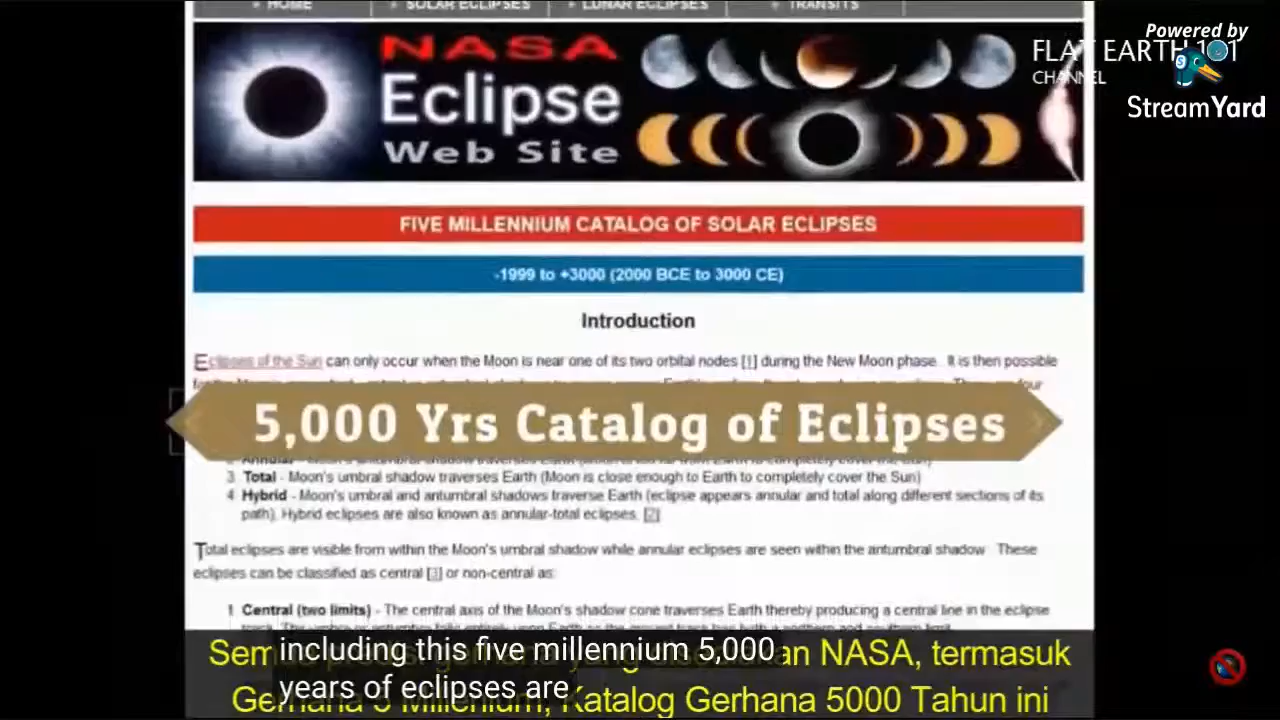 HOME
SOLAR ECLIPSES
LUNAR ECLIPSES
TRANSITS
NASA
Eclipse
Web Site
FLAT EARTH 101
CHANNEL
Powered by
StreamYard
FIVE MILLENNIUM CATALOG OF SOLAR ECLIPSES
-1999 to +3000 (2000 BCE to 3000 CE)
Introduction
Eclipses of the Sun can only occur when the Moon is near one of its two orbital nodes [1] during the New Moon phase. It is then possible
5,000 Yrs Catalog of Eclipses
3 Total - Moon's umbral shadow traverses Earth (Moon is close enough to Earth to completely cover the Sun)
4 Hybrid - Moon's umbral and antumbral shadows traverse Earth (eclipse appears annular and total along different sections of its
path). Hybrid eclipses are also known as annular-total eclipses. [2]
Total eclipses are visible from within the Moon's umbral shadow while annular eclipses are seen within the antumbral shadow. These
eclipses can be classified as central [3] or non-central as:
1 Central (two limits) - The central axis of the Moon's shadow cone traverses Earth thereby producing a central line in the eclipse
including this five millennium 5,000
years of eclipses are
NASA, termasuk
Katalog Gerhana 5000 Tahun ini